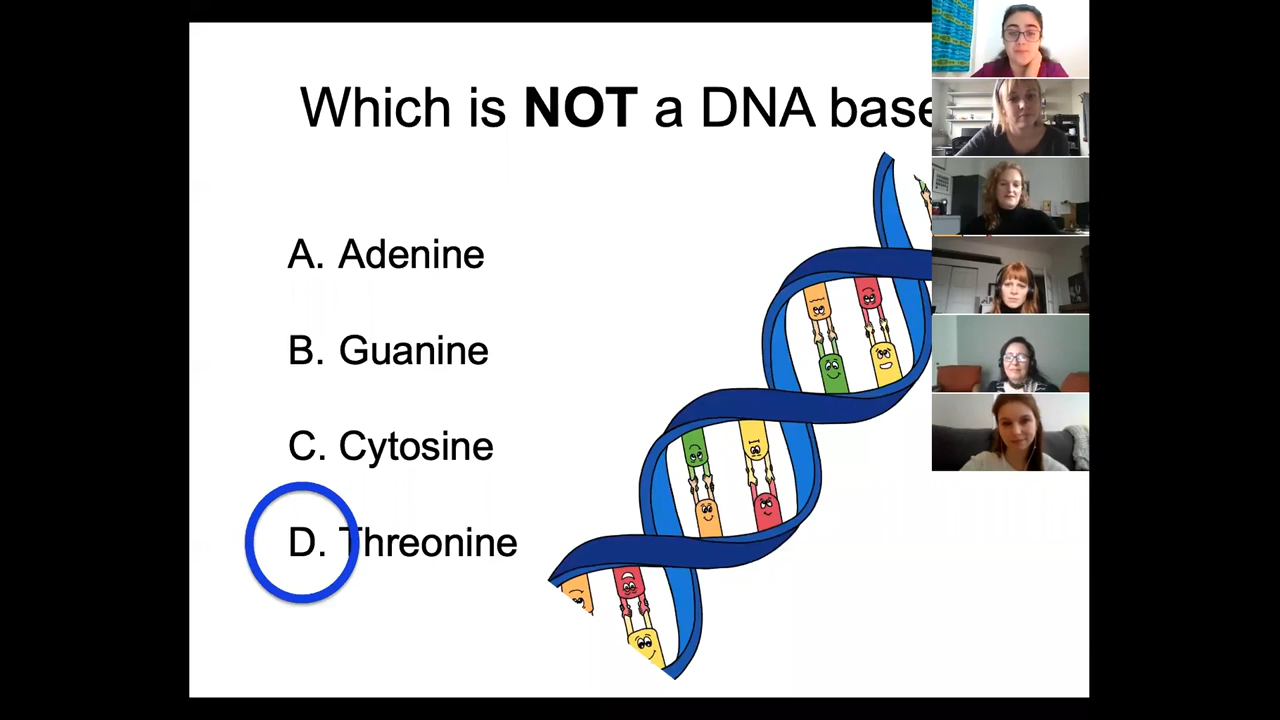 Which is NOT a DNA base
A. Adenine
B. Guanine
C. Cytosine
D. Threonine